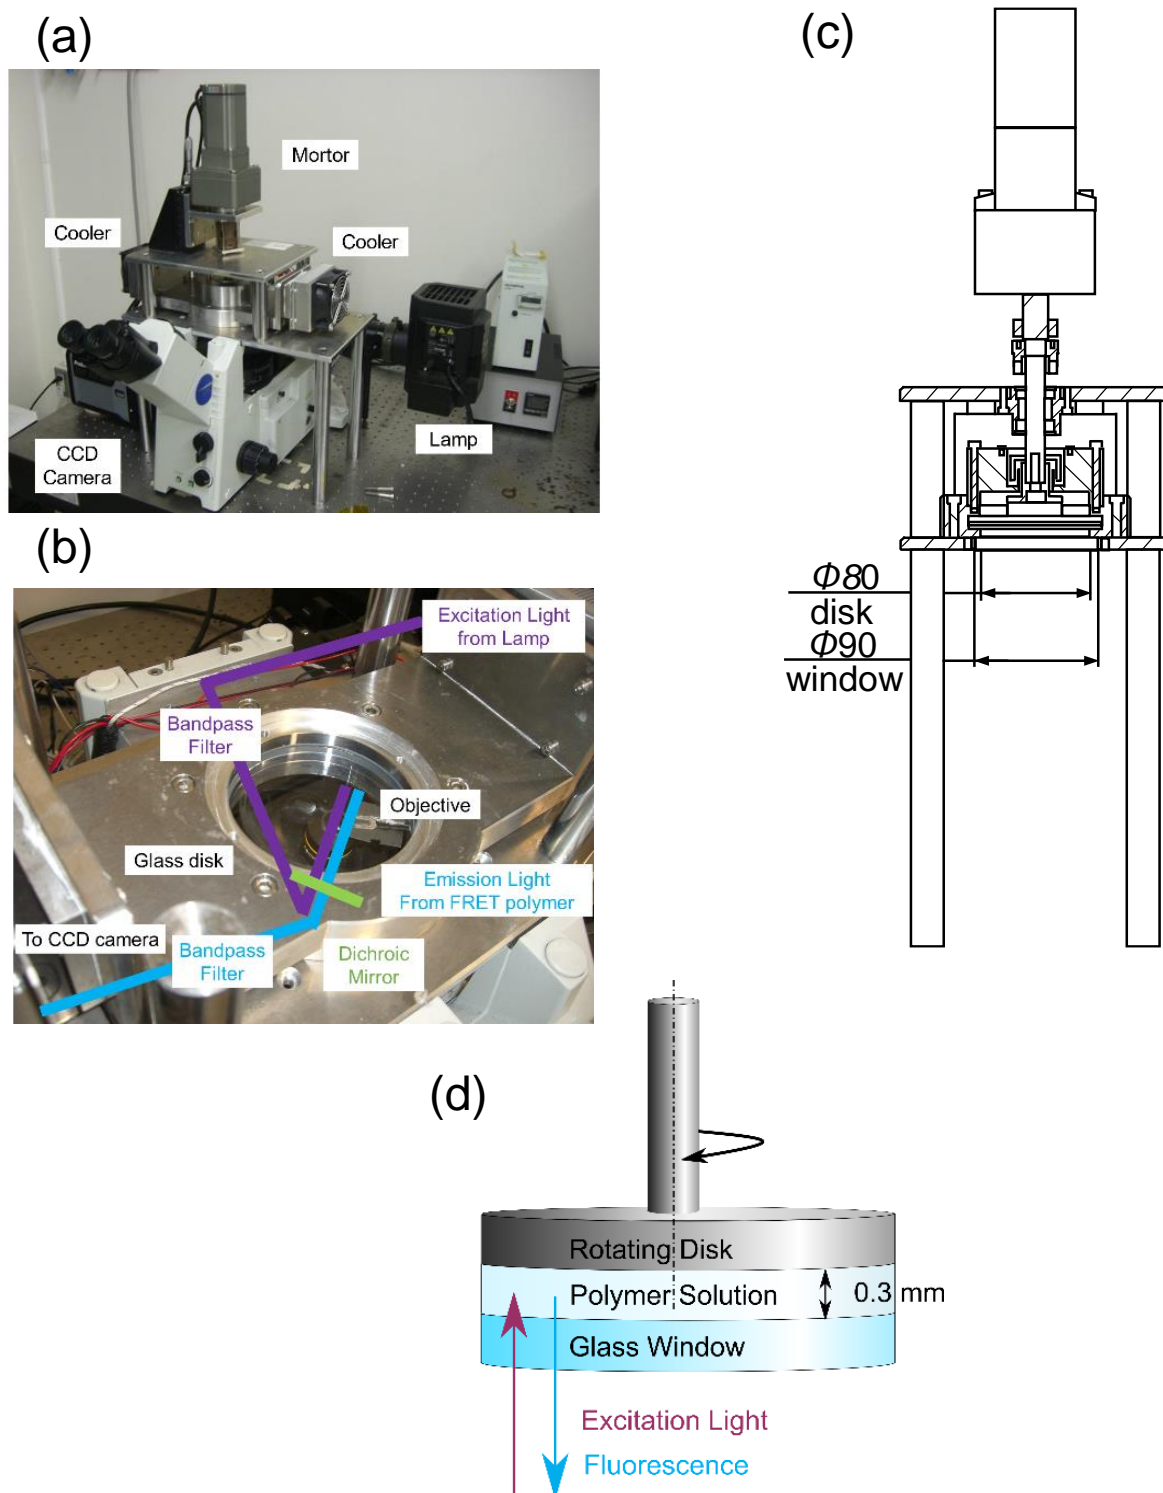 (a)
Mortor
Cooler
Cooler
CCD
Camera
Lamp
(b)
Excitation Light
from Lamp
Bandpass
Filter
Objective
Glass disk
Emission Light
From FRET polymer
To CCD camera
Bandpass
Filter
Dichroic
Mirror
(c)
Φ80
disk
Φ90
window
(d)
Rotating Disk
Polymer Solution
0.3 mm
Glass Window
Excitation Light
Fluorescence